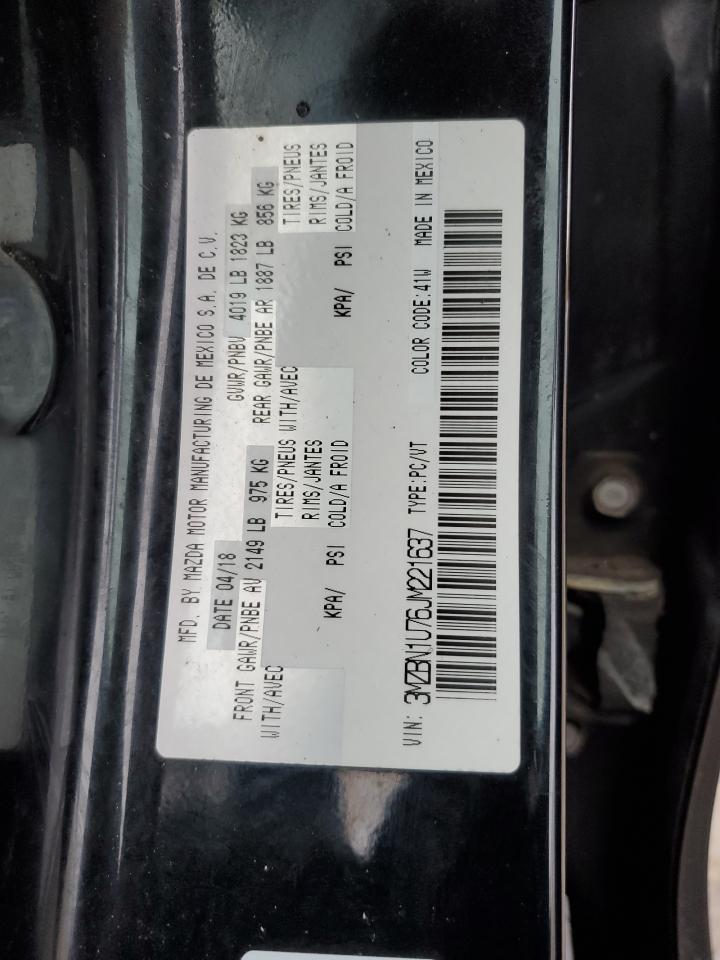 MFD. BY MAZDA MOTOR MANUFACTURING DE MEXICO S.A. DE C.V.
DATE 04/18 GVWR/PNBV 4019 LB 1823 KG
FRONT GAWR/PNBE AV 2149 LB 975 KG REAR GAWR/PNBE AR 1887 LB 856 KG
WITH/AVEC TIRES/PNEUS WITH/AVEC TIRES/PNEUS
RIMS/JANTES RIMS/JANTES
KPA/ PSI COLD/A FROID KPA/ PSI COLD/A FROID
VIN: 3MZBN1U76JM221637 TYPE:PC/VT COLOR CODE:41W MADE IN MEXICO